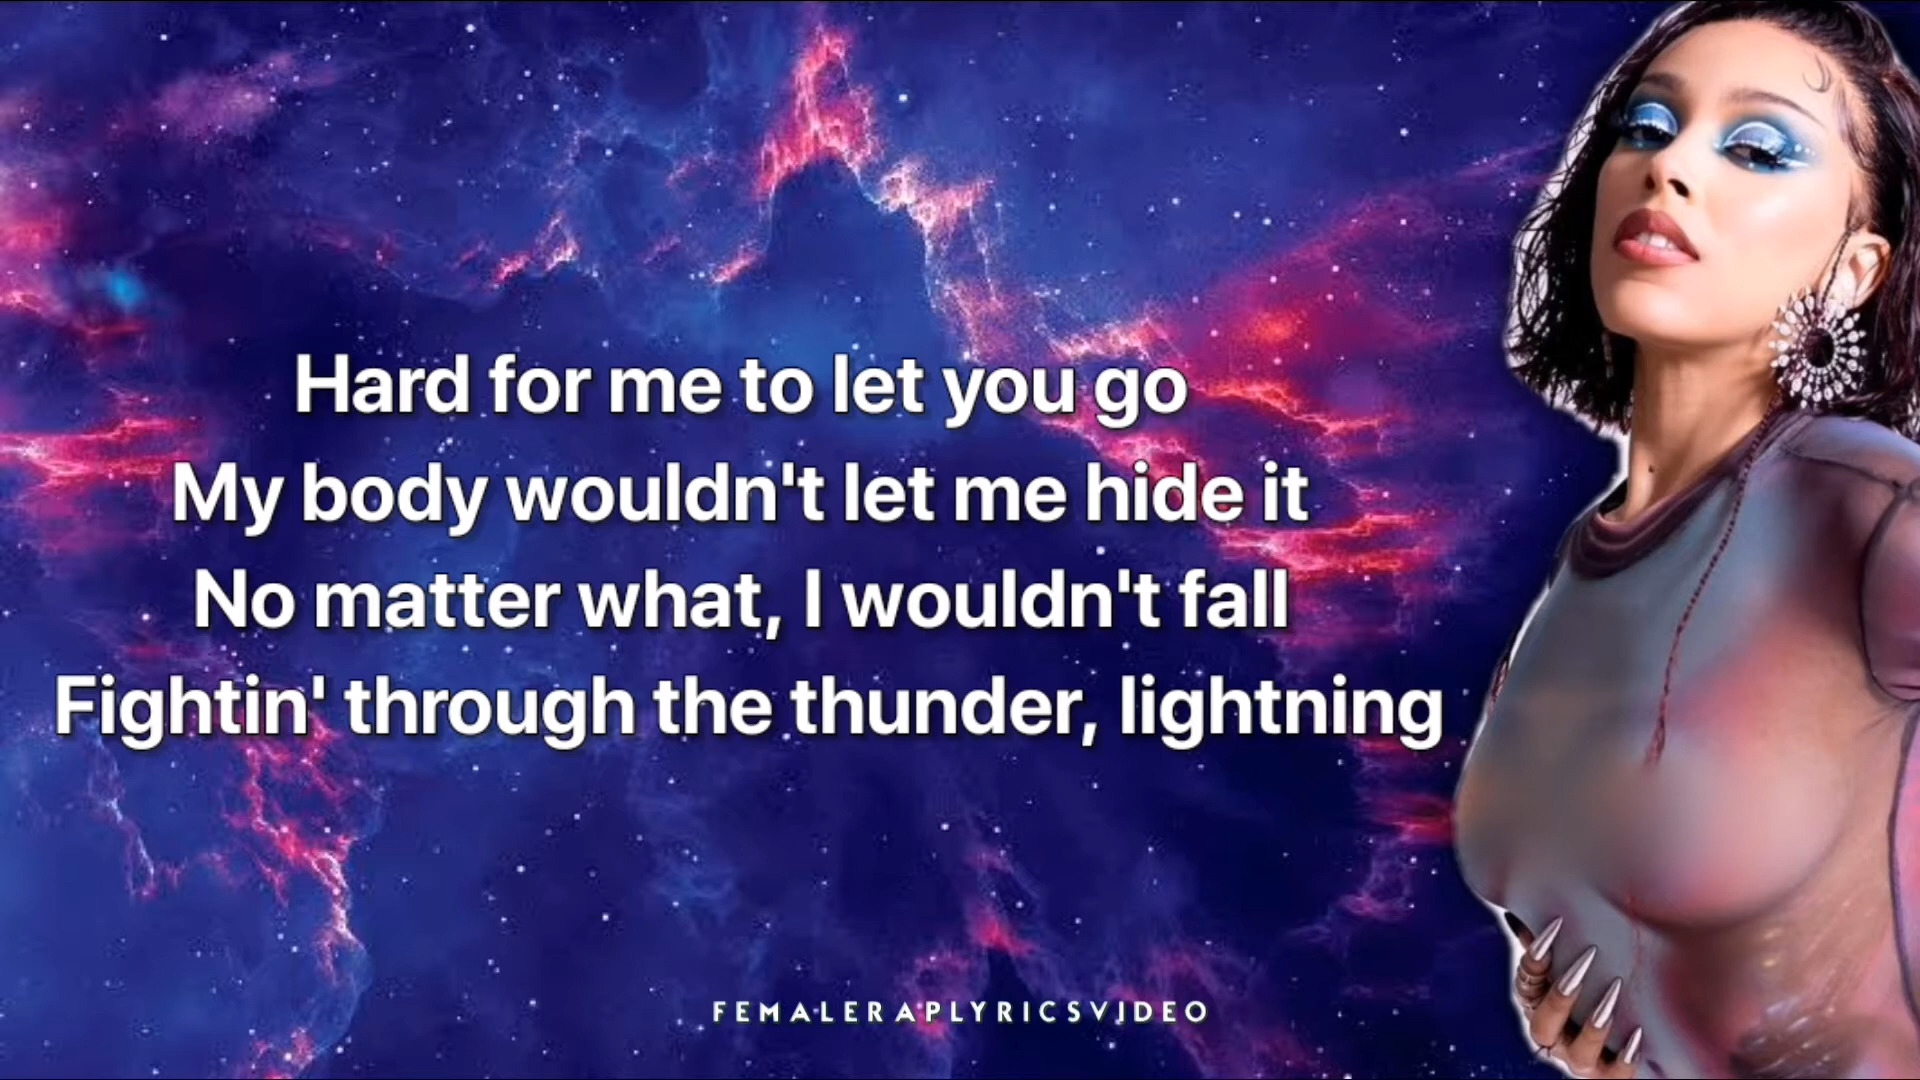 Hard for me to let you go
My body wouldn't let me hide it
No matter what, I wouldn't fall
Fightin' through the thunder, lightning
FEMALERAPLYRICSVIDEO